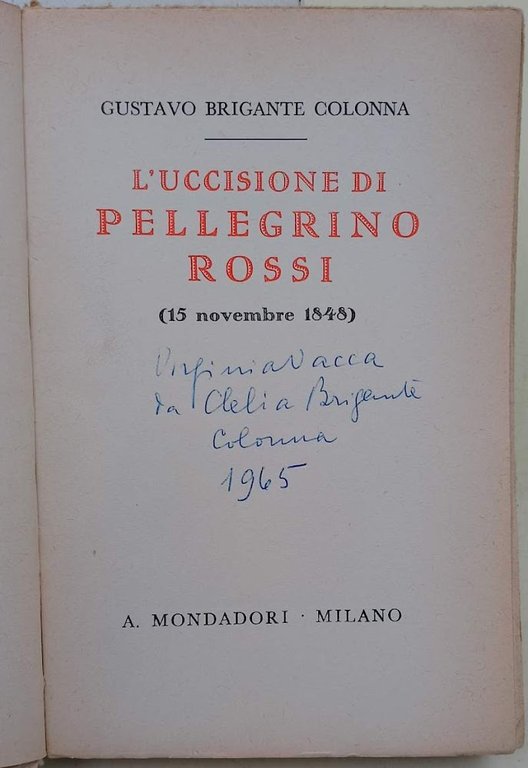 GUSTAVO BRIGANTE COLONNA
L'UCCISIONE DI
PELLEGRINO
ROSSI
(15 novembre 1848)
Virginia Vacca
da Clelia Brigante
Colonna
1965
A. MONDADORI · MILANO